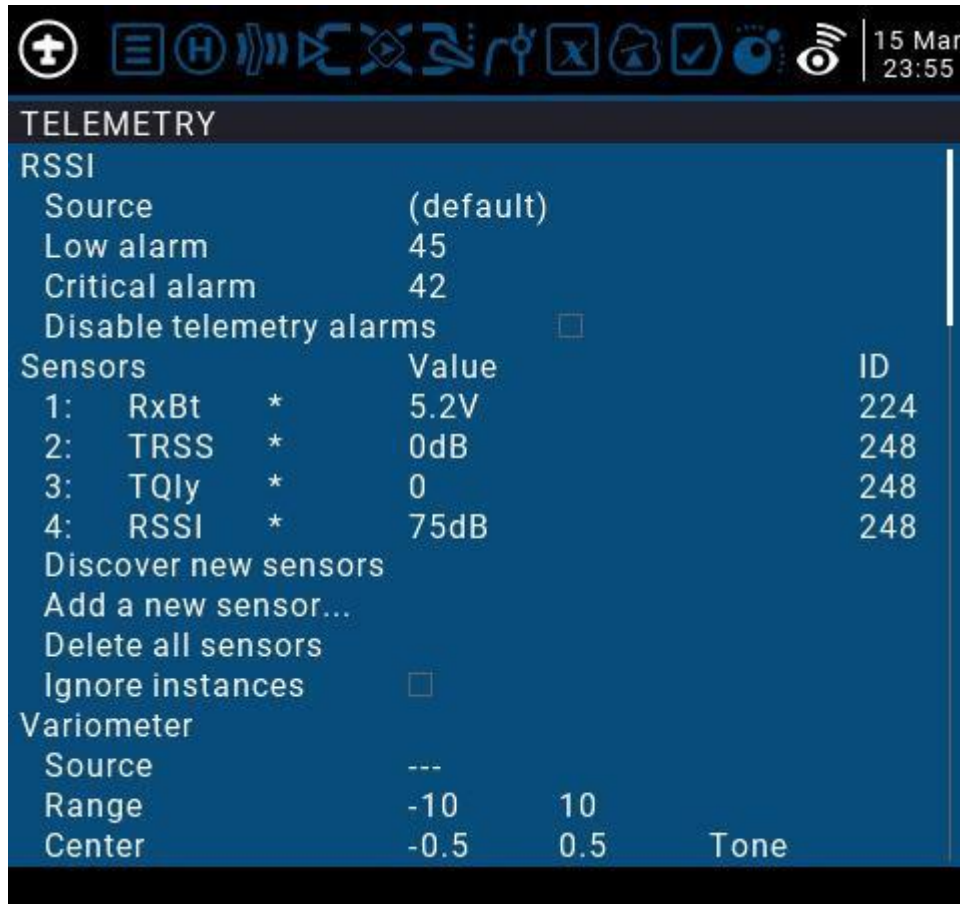 15 Mar
23:55
TELEMETRY
RSSI
Source (default)
Low alarm 45
Critical alarm 42
Disable telemetry alarms
Sensors Value ID
1: RxBt * 5.2V 224
2: TRSS * 0dB 248
3: TQly * 0 248
4: RSSI * 75dB 248
Discover new sensors
Add a new sensor...
Delete all sensors
Ignore instances
Variometer
Source ---
Range -10 10
Center -0.5 0.5 Tone